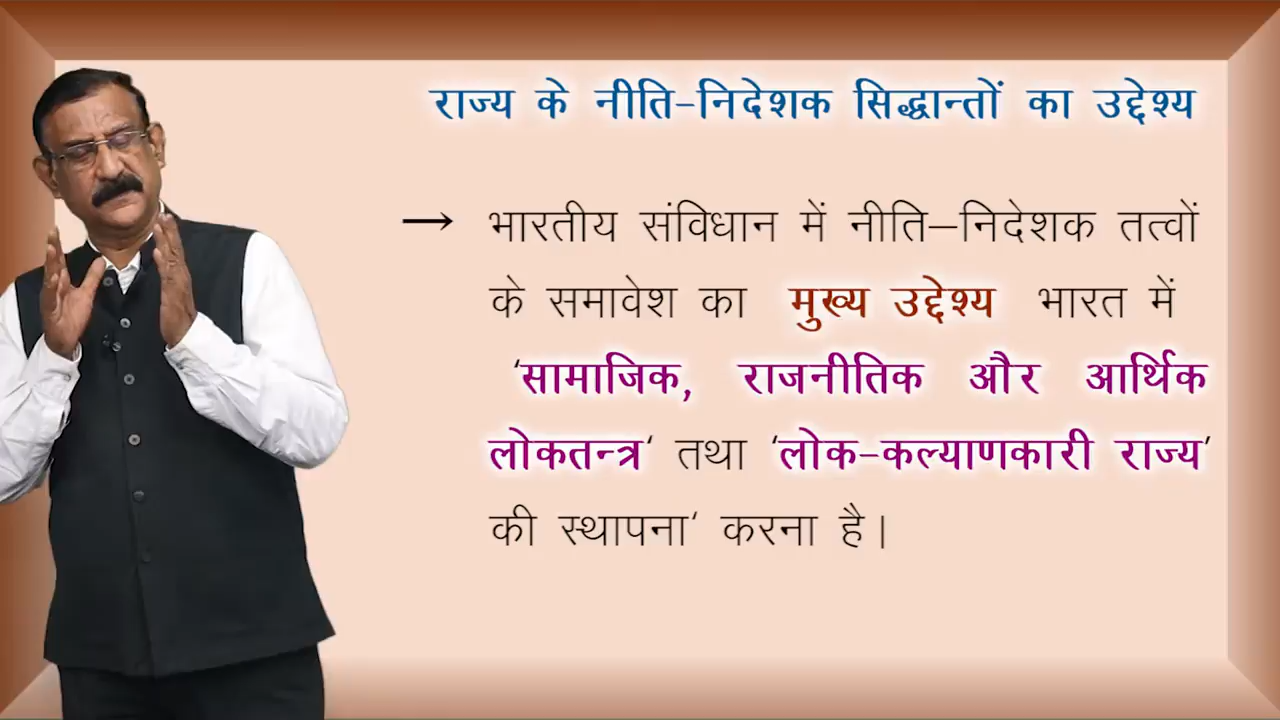 राज्य के नीति-निदेशक सिद्धान्तों का उद्देश्य
→ भारतीय संविधान में नीति–निदेशक तत्वों
के समावेश का मुख्य उद्देश्य भारत में
‘सामाजिक, राजनीतिक और आर्थिक
लोकतन्त्र‘ तथा ‘लोक-कल्याणकारी राज्य’
की स्थापना‘ करना है।